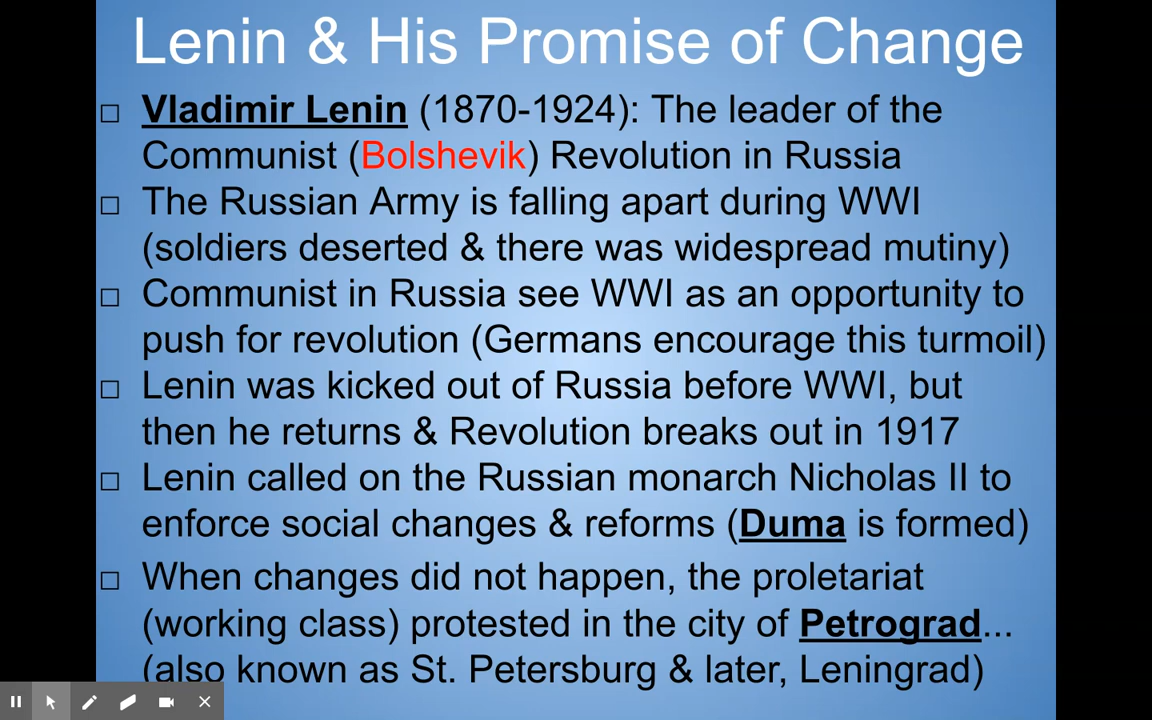 Lenin & His Promise of Change
Vladimir Lenin (1870-1924): The leader of the
Communist (Bolshevik) Revolution in Russia
The Russian Army is falling apart during WWI
(soldiers deserted & there was widespread mutiny)
Communist in Russia see WWI as an opportunity to
push for revolution (Germans encourage this turmoil)
Lenin was kicked out of Russia before WWI, but
then he returns & Revolution breaks out in 1917
Lenin called on the Russian monarch Nicholas II to
enforce social changes & reforms (Duma is formed)
When changes did not happen, the proletariat
(working class) protested in the city of Petrograd...
(also known as St. Petersburg & later, Leningrad)